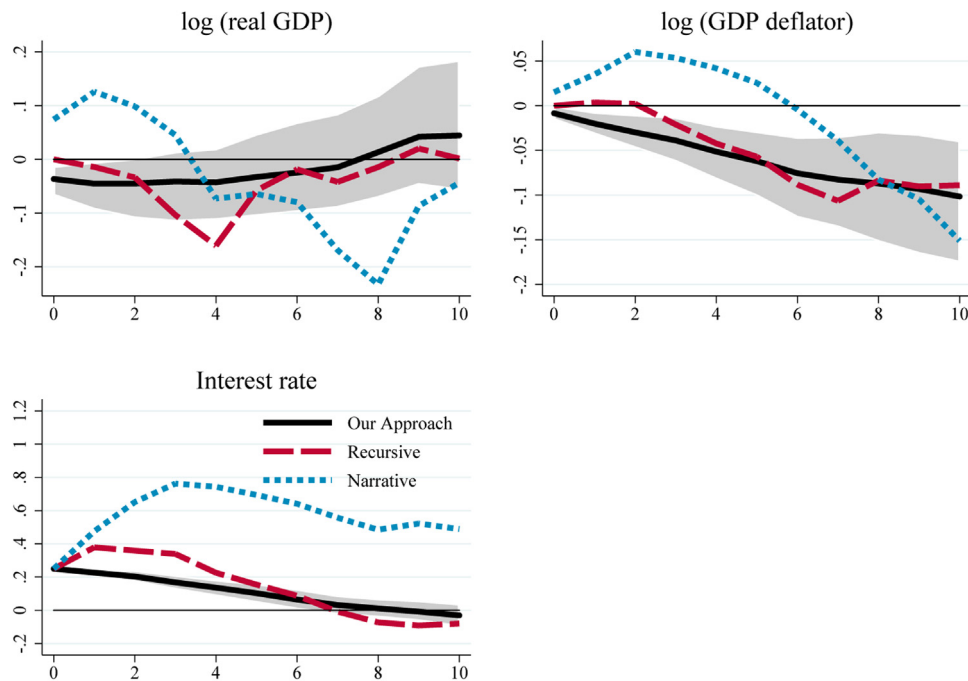 log (real GDP)
.2
.1
0
-.1
-.2
0 2 4 6 8 10
log (GDP deflator)
.05
0
-.05
-.1
-.15
-.2
0 2 4 6 8 10
Interest rate
1.2
1
.8
.6
.4
.2
0
-.2
0 2 4 6 8 10
Our Approach
Recursive
Narrative